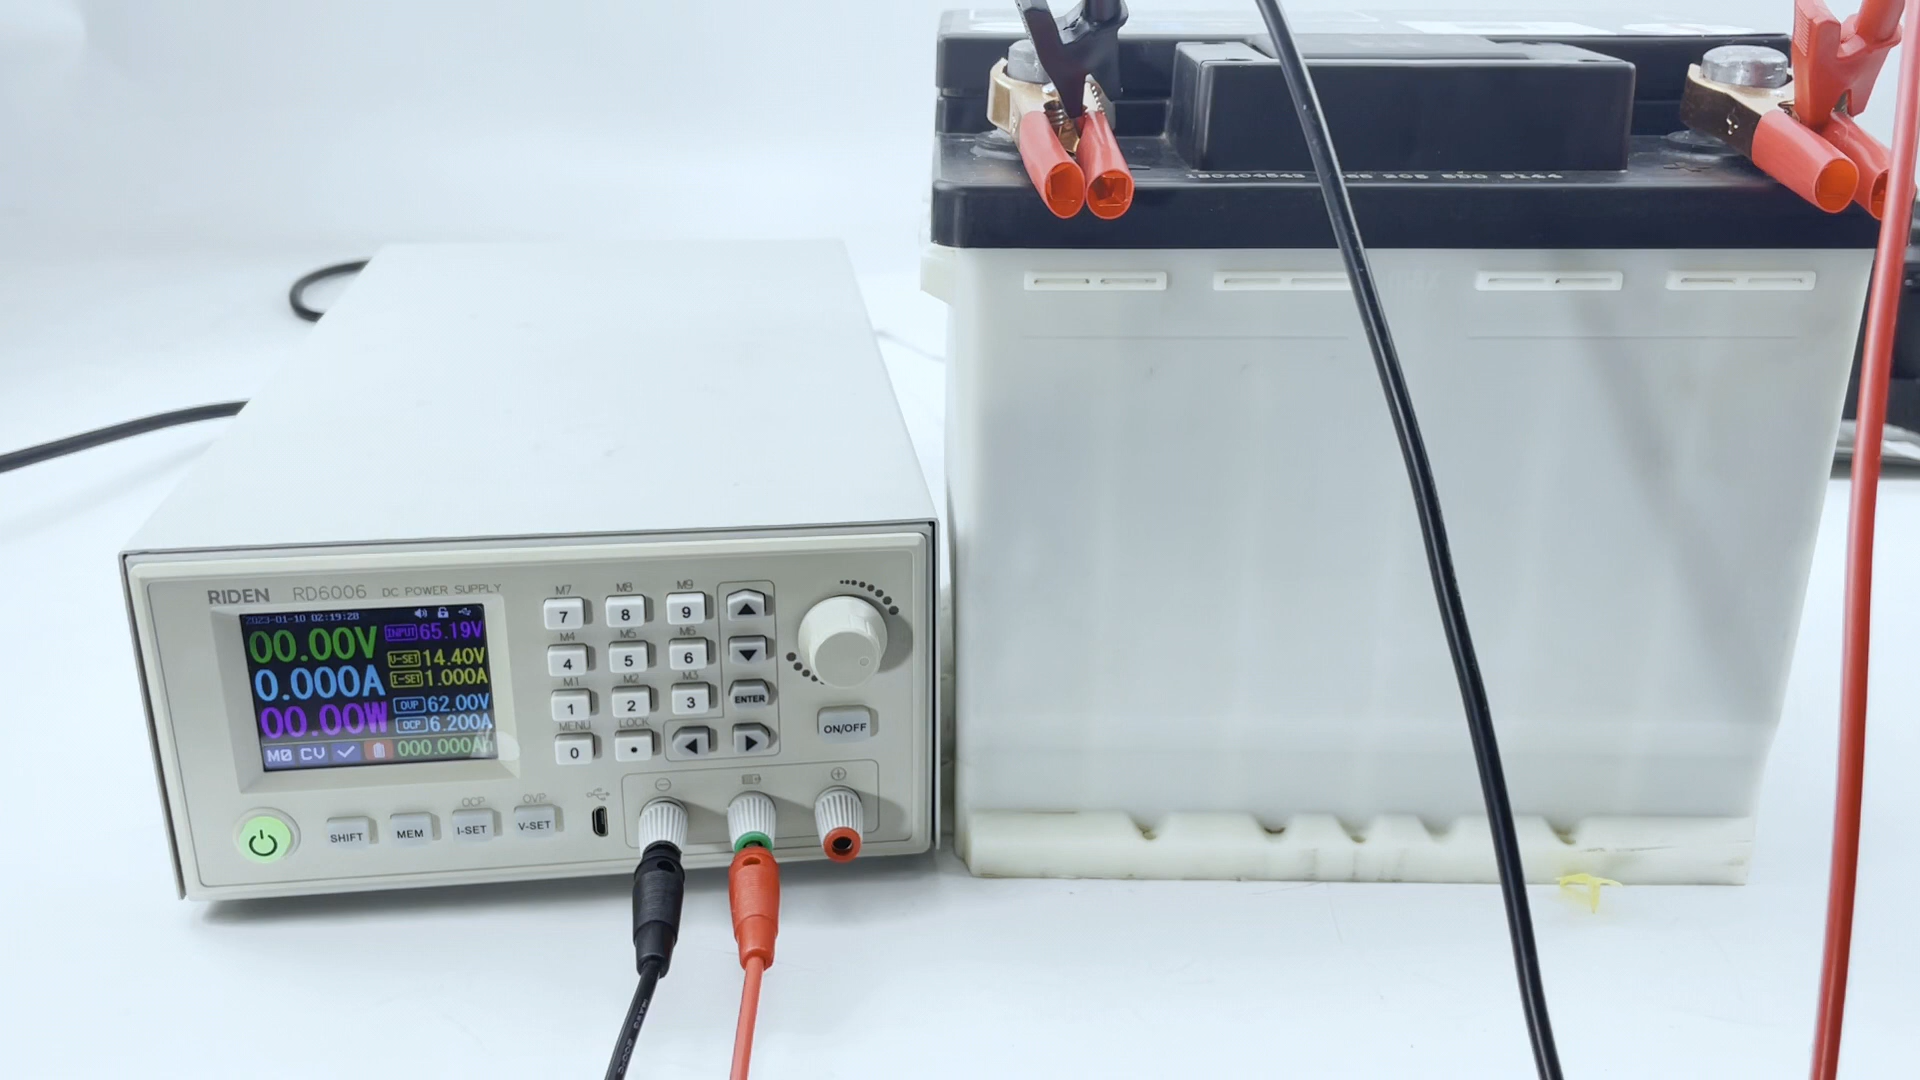 RIDEN RD6006 DC POWER SUPPLY
2023-01-10 02:19:28
00.00V
INPUT 65.19V
V-SET 14.40V
0.000A
I-SET 1.000A
00.00W
OVP 62.00V
OCP 6.200A
M0 CV 000.000Ah
M7 M8 M9
7 8 9
M4 M5 M6
4 5 6
M1 M2 M3
1 2 3 ENTER
MENU LOCK
0 .
ON/OFF
OCP OVP
SHIFT MEM I-SET V-SET